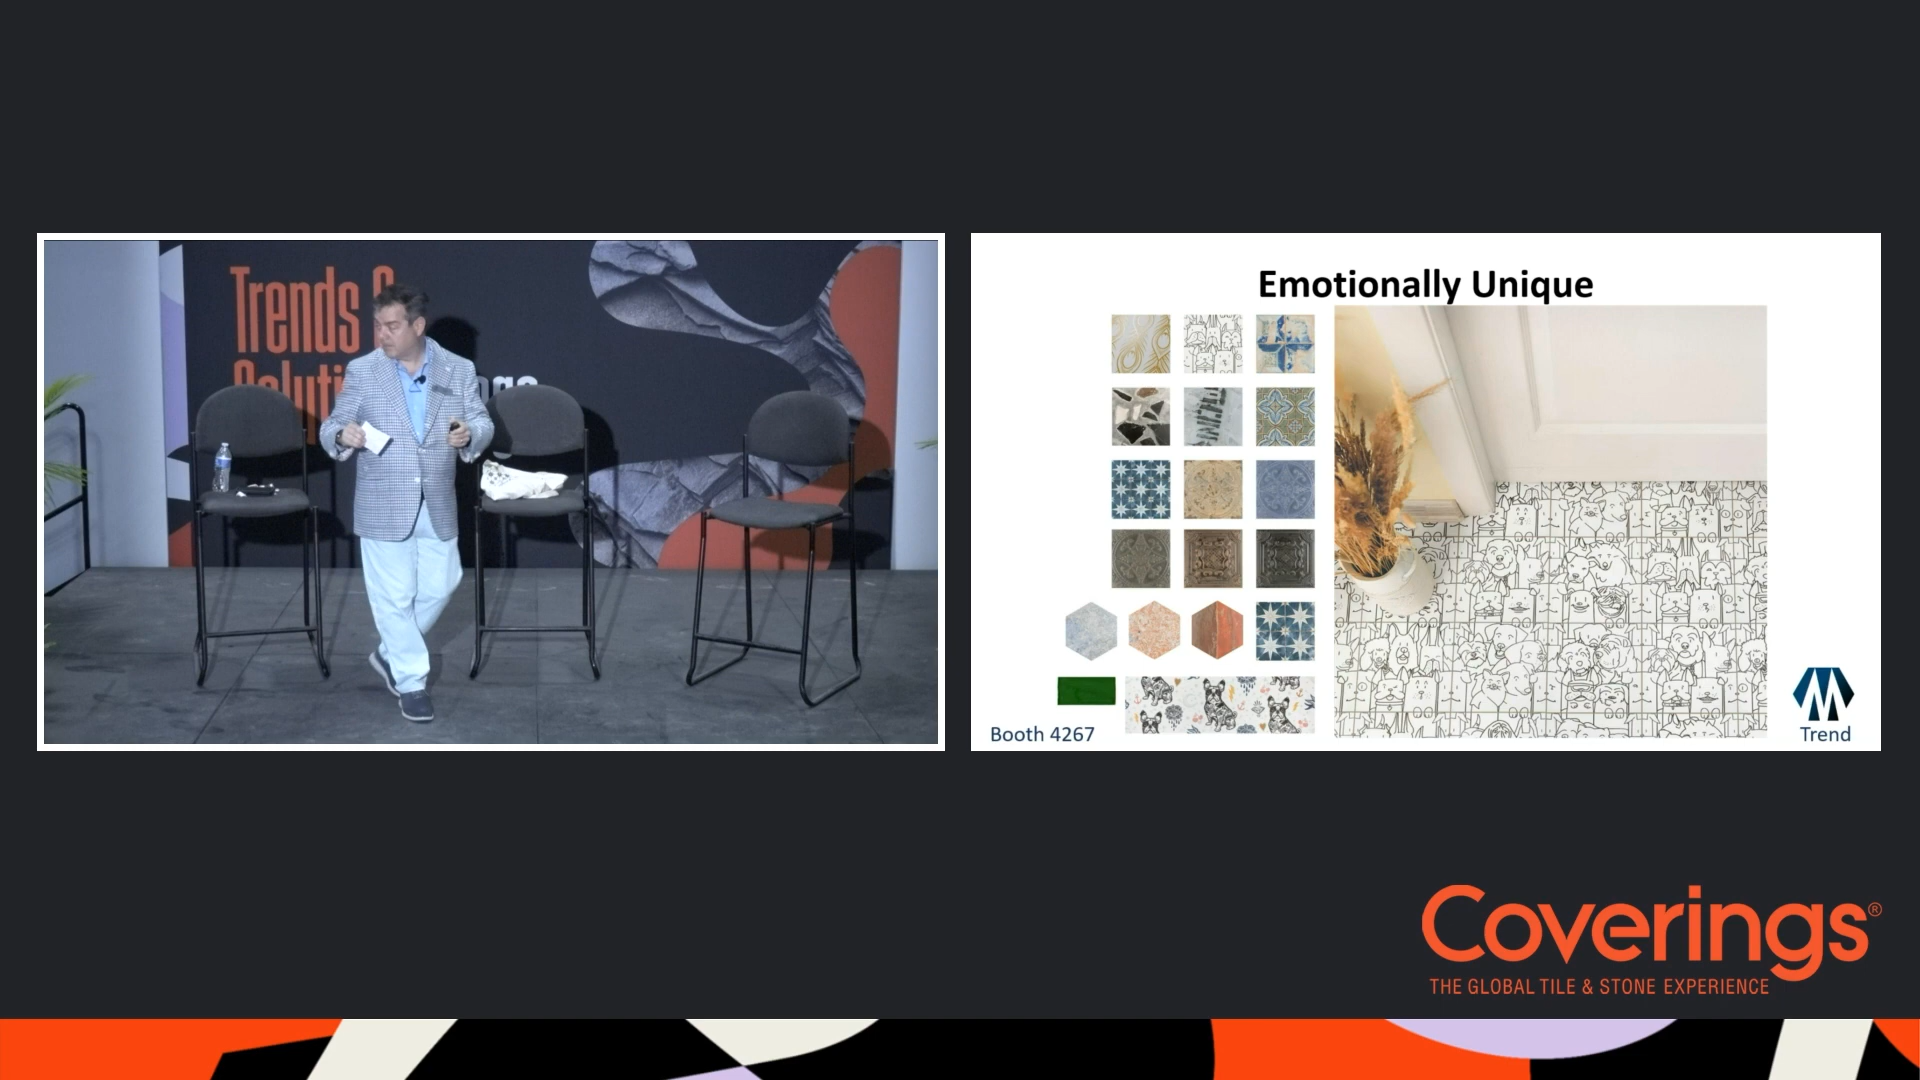 Trends &
Emotionally Unique
Booth 4267
Trend
Coverings®
THE GLOBAL TILE & STONE EXPERIENCE